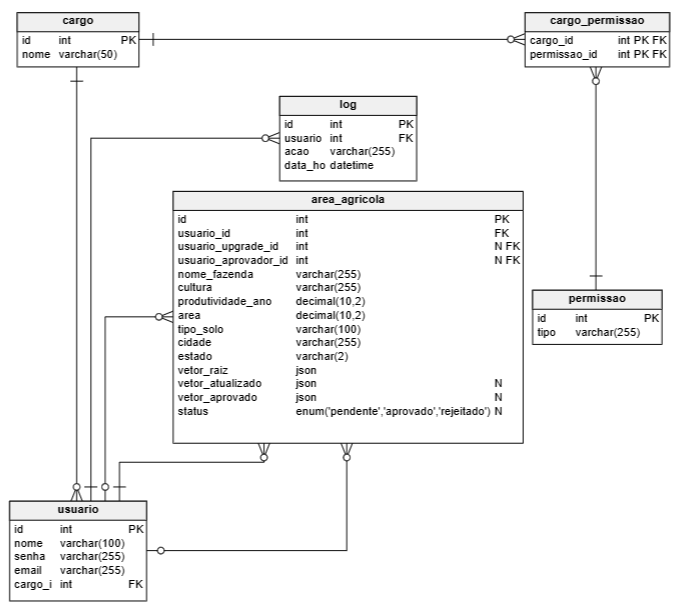 cargo
id int PK
nome varchar(50)
cargo_permissao
cargo_id int PK FK
permissao_id int PK FK
log
id int PK
usuario int FK
acao varchar(255)
data_ho datetime
area_agricola
id int PK
usuario_id int FK
usuario_upgrade_id int N FK
usuario_aprovador_id int N FK
nome_fazenda varchar(255)
cultura varchar(255)
produtividade_ano decimal(10,2)
area decimal(10,2)
tipo_solo varchar(100)
cidade varchar(255)
estado varchar(2)
vetor_raiz json
vetor_atualizado json N
vetor_aprovado json N
status enum('pendente','aprovado','rejeitado') N
permissao
id int PK
tipo varchar(255)
usuario
id int PK
nome varchar(100)
senha varchar(255)
email varchar(255)
cargo_i int FK